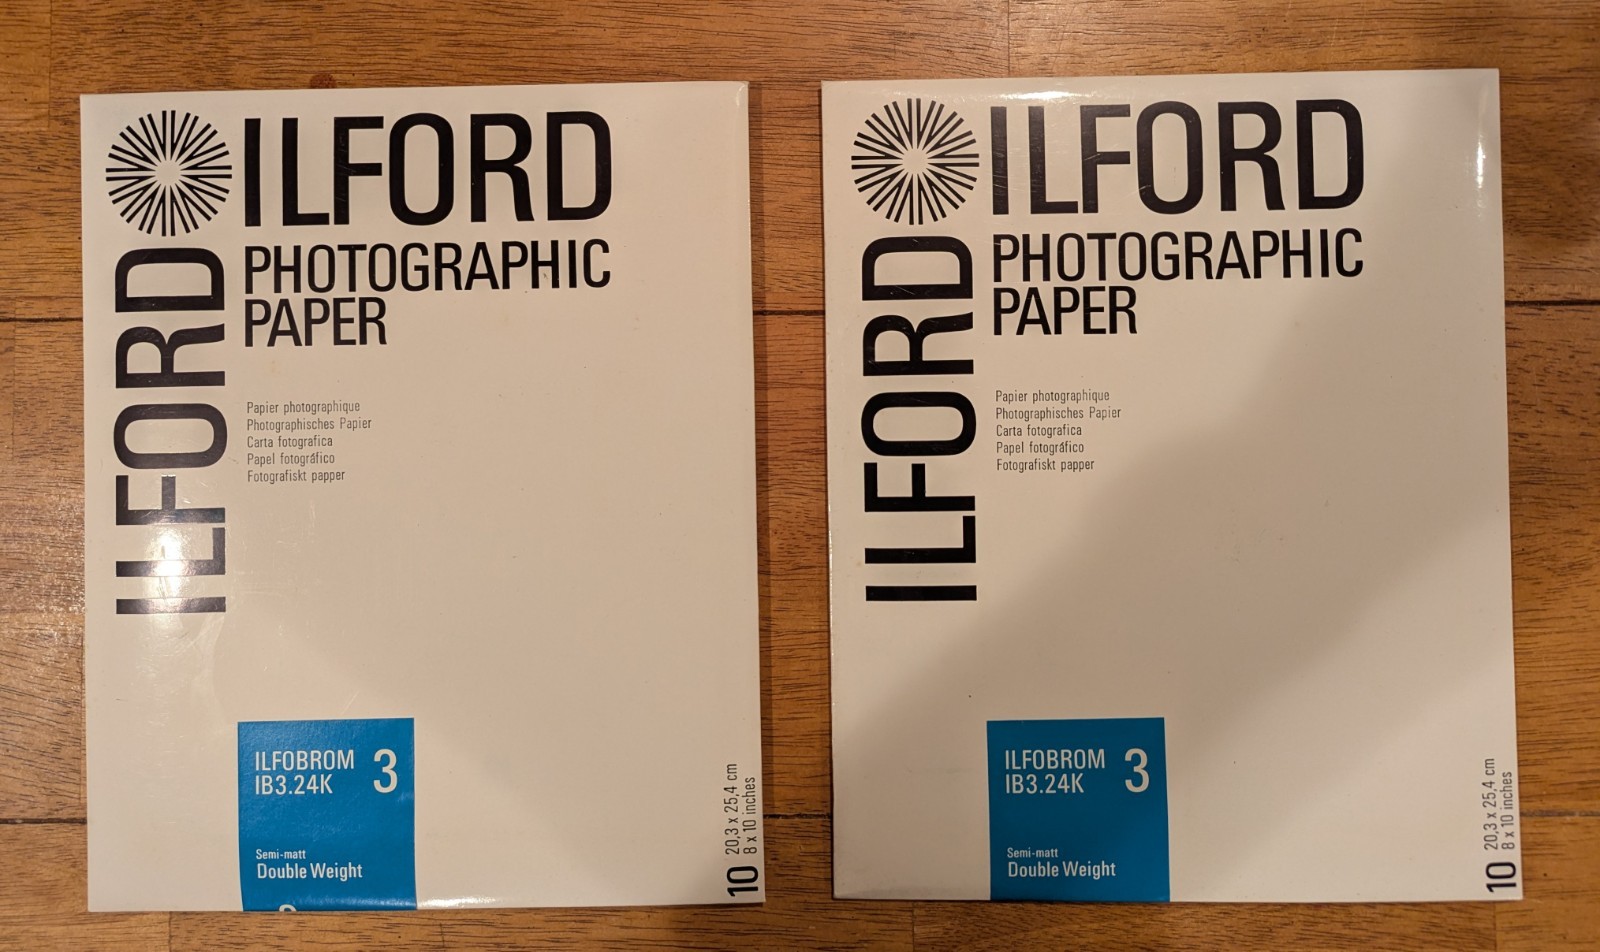 ILFORD
ILFORD
PHOTOGRAPHIC
PAPER
Papier photographique
Photographisches Papier
Carta fotografica
Papel fotográfico
Fotografiskt papper
ILFOBROM 3
IB3.24K
Semi-matt
Double Weight
10 20,3 x 25,4 cm
8 x 10 inches
ILFORD
ILFORD
PHOTOGRAPHIC
PAPER
Papier photographique
Photographisches Papier
Carta fotografica
Papel fotográfico
Fotografiskt papper
ILFOBROM 3
IB3.24K
Semi-matt
Double Weight
10 20,3 x 25,4 cm
8 x 10 inches